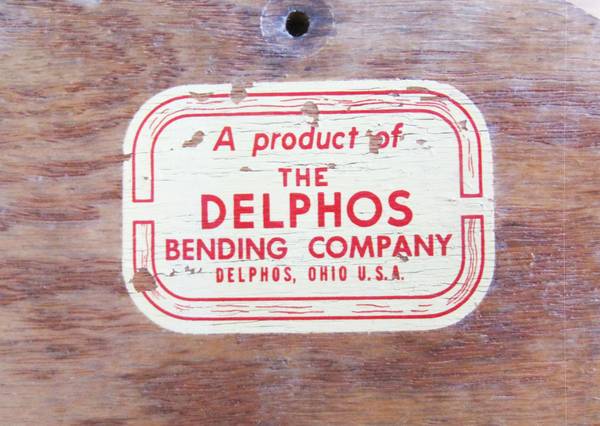 A product of
THE
DELPHOS
BENDING COMPANY
DELPHOS, OHIO U.S.A.